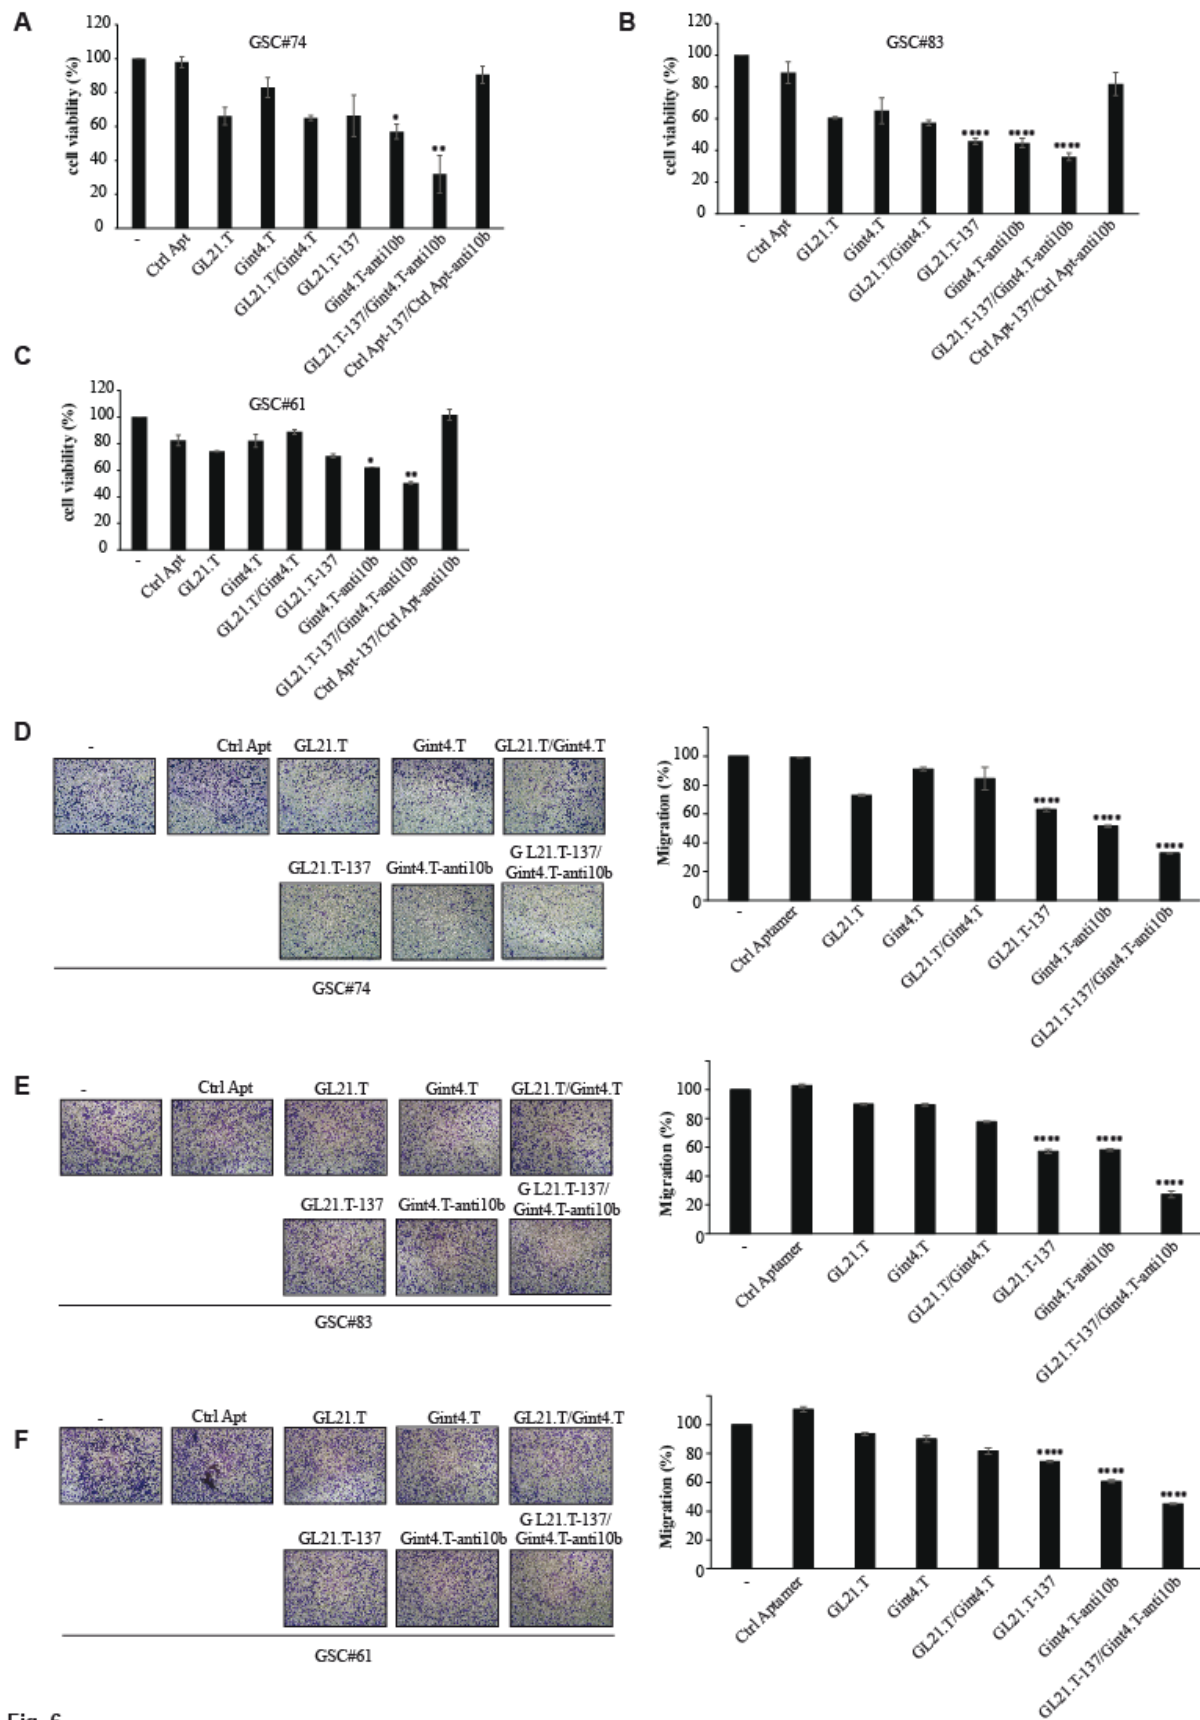 A
GSC#74
cell viability (%)
120
100
80
60
40
20
0
*
**
-
Ctrl Apt
GL21.T
Gint4.T
GL21.T/Gint4.T
GL21.T-137
Gint4.T-anti10b
GL21.T-137/Gint4.T-anti10b
Ctrl Apt-137/Ctrl Apt-anti10b
B
GSC#83
cell viability (%)
120
100
80
60
40
20
0
****
****
****
-
Ctrl Apt
GL21.T
Gint4.T
GL21.T/Gint4.T
GL21.T-137
Gint4.T-anti10b
GL21.T-137/Gint4.T-anti10b
Ctrl Apt-137/Ctrl Apt-anti10b
C
GSC#61
cell viability (%)
120
100
80
60
40
20
0
*
**
-
Ctrl Apt
GL21.T
Gint4.T
GL21.T/Gint4.T
GL21.T-137
Gint4.T-anti10b
GL21.T-137/Gint4.T-anti10b
Ctrl Apt-137/Ctrl Apt-anti10b
D
- Ctrl Apt GL21.T Gint4.T GL21.T/Gint4.T
GL21.T-137 Gint4.T-anti10b G L21.T-137/
Gint4.T-anti10b
GSC#74
Migration (%)
100
80
60
40
20
0
****
****
****
-
Ctrl Aptamer
GL21.T
Gint4.T
GL21.T/Gint4.T
GL21.T-137
Gint4.T-anti10b
GL21.T-137/Gint4.T-anti10b
E
- Ctrl Apt GL21.T Gint4.T GL21.T/Gint4.T
GL21.T-137 Gint4.T-anti10b G L21.T-137/
Gint4.T-anti10b
GSC#83
Migration (%)
100
80
60
40
20
0
****
****
****
-
Ctrl Aptamer
GL21.T
Gint4.T
GL21.T/Gint4.T
GL21.T-137
Gint4.T-anti10b
GL21.T-137/Gint4.T-anti10b
F
- Ctrl Apt GL21.T Gint4.T GL21.T/Gint4.T
GL21.T-137 Gint4.T-anti10b G L21.T-137/
Gint4.T-anti10b
GSC#61
Migration (%)
100
80
60
40
20
0
****
****
****
-
Ctrl Aptamer
GL21.T
Gint4.T
GL21.T/Gint4.T
GL21.T-137
Gint4.T-anti10b
GL21.T-137/Gint4.T-anti10b
Fig. 6